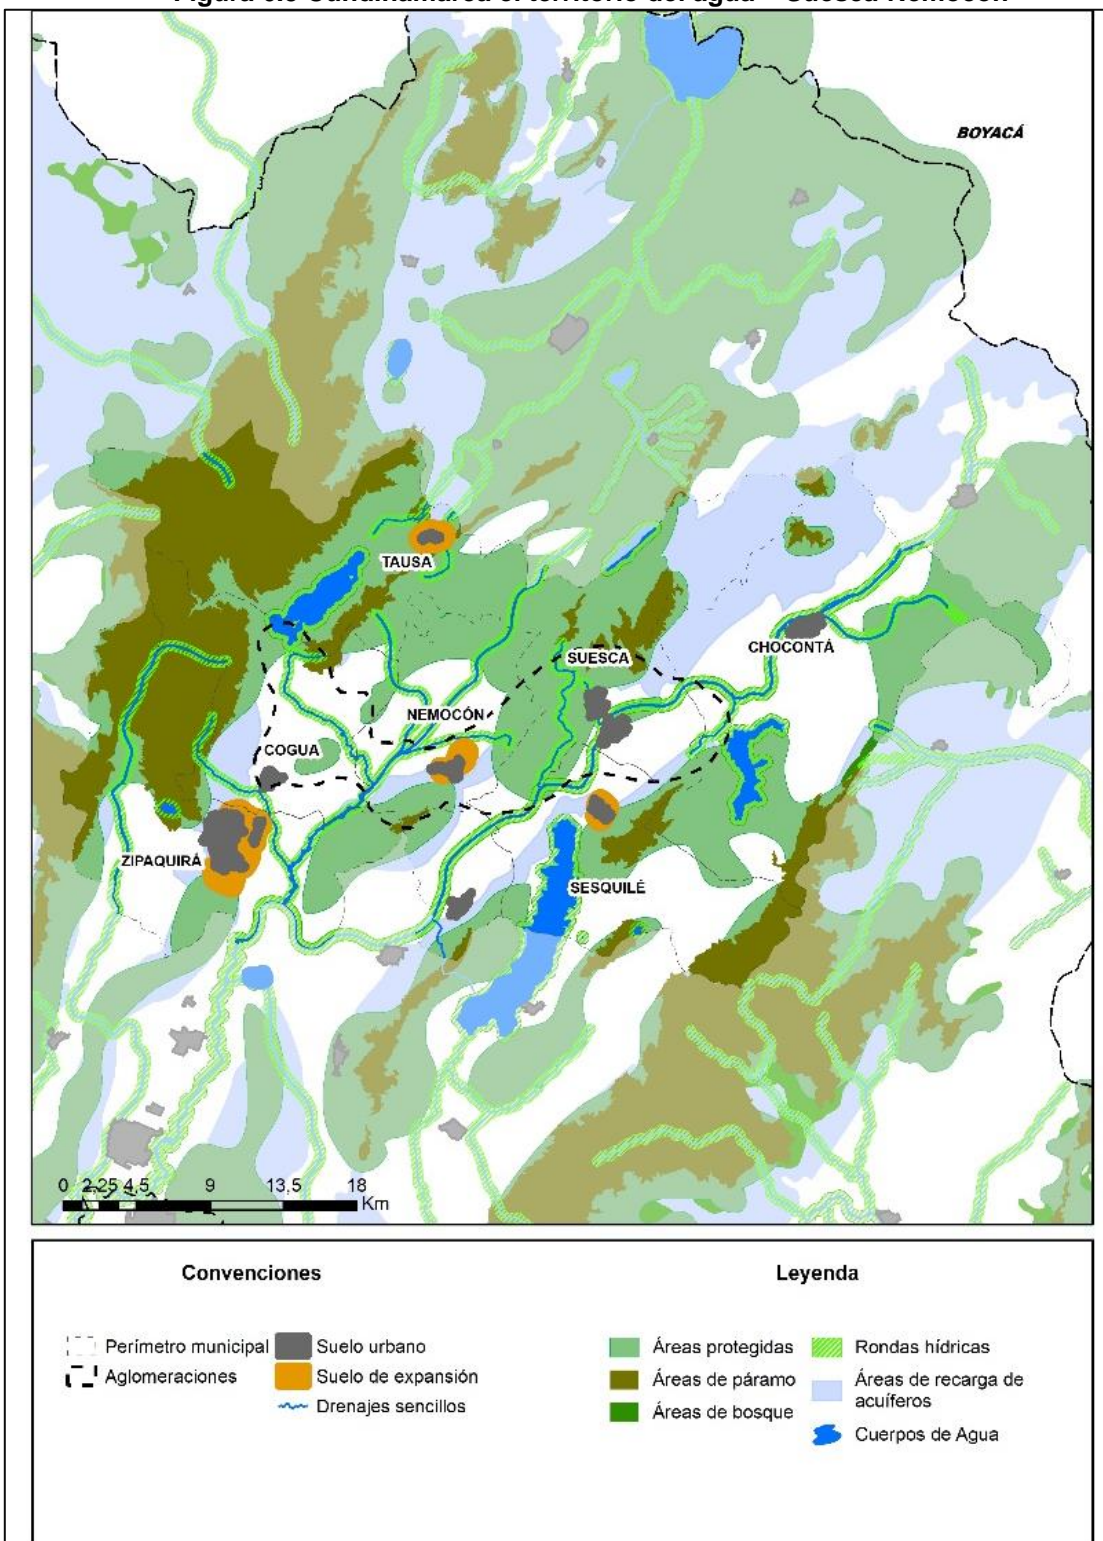 BOYACÁ
TAUSA
CHOCONTÁ
SUESCA
NEMOCÓN
COGUA
ZIPAQUIRÁ
SESQUILÉ
0 2,25 4,5 9 13,5 18
Km
Convenciones
Perímetro municipal
Aglomeraciones
Suelo urbano
Suelo de expansión
Drenajes sencillos
Leyenda
Áreas protegidas
Áreas de páramo
Áreas de bosque
Rondas hídricas
Áreas de recarga de
acuíferos
Cuerpos de Agua